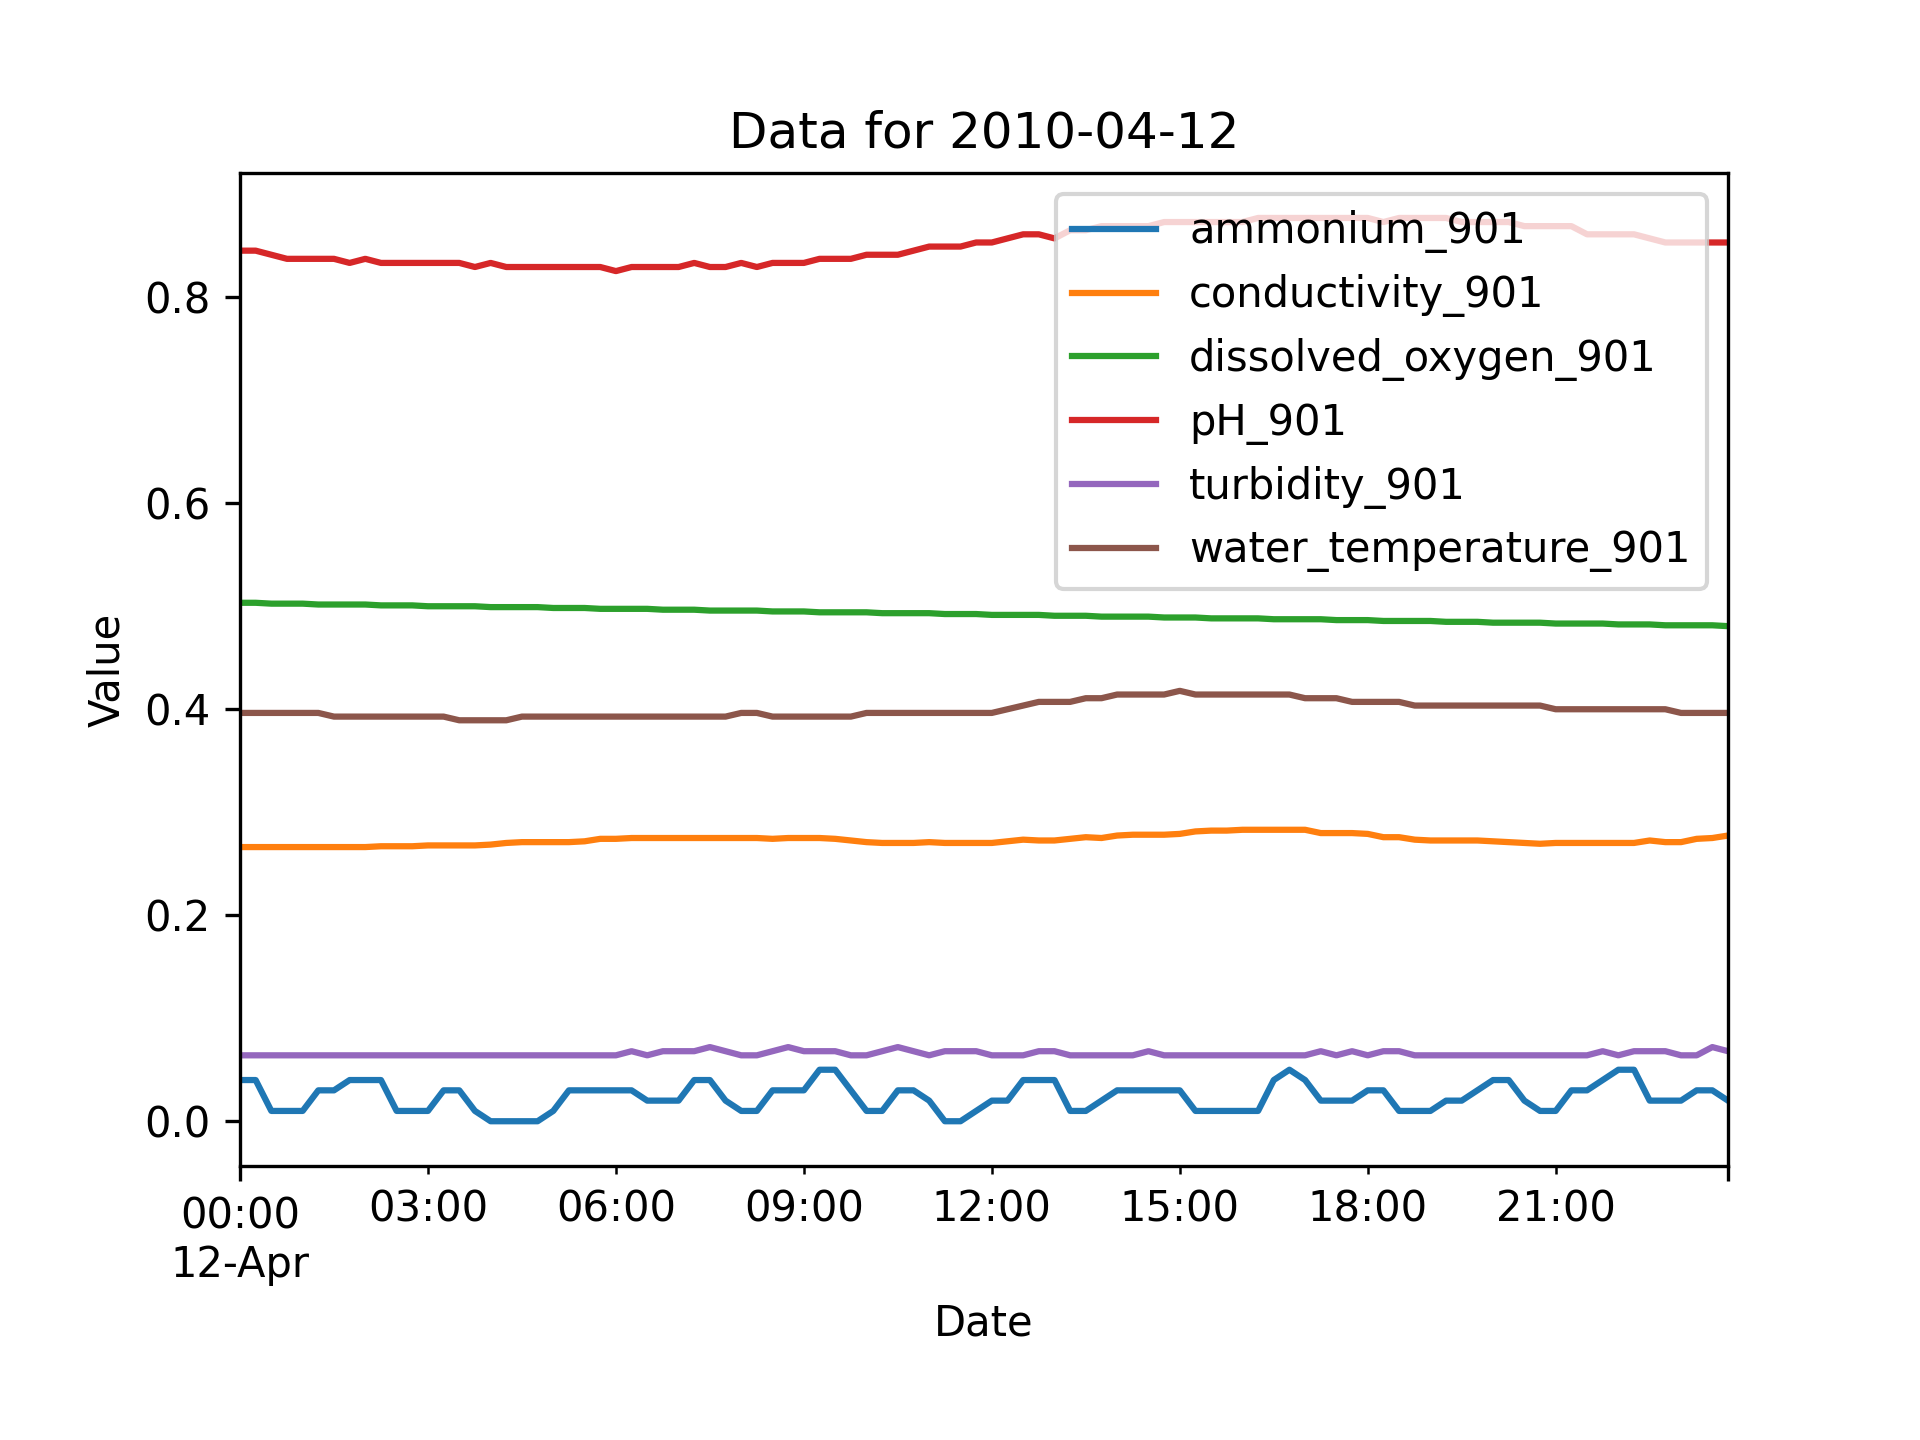 Data for 2010-04-12
ammonium_901
conductivity_901
dissolved_oxygen_901
pH_901
turbidity_901
water_temperature_901
Value
0.8
0.6
0.4
0.2
0.0
00:00 03:00 06:00 09:00 12:00 15:00 18:00 21:00
12-Apr
Date